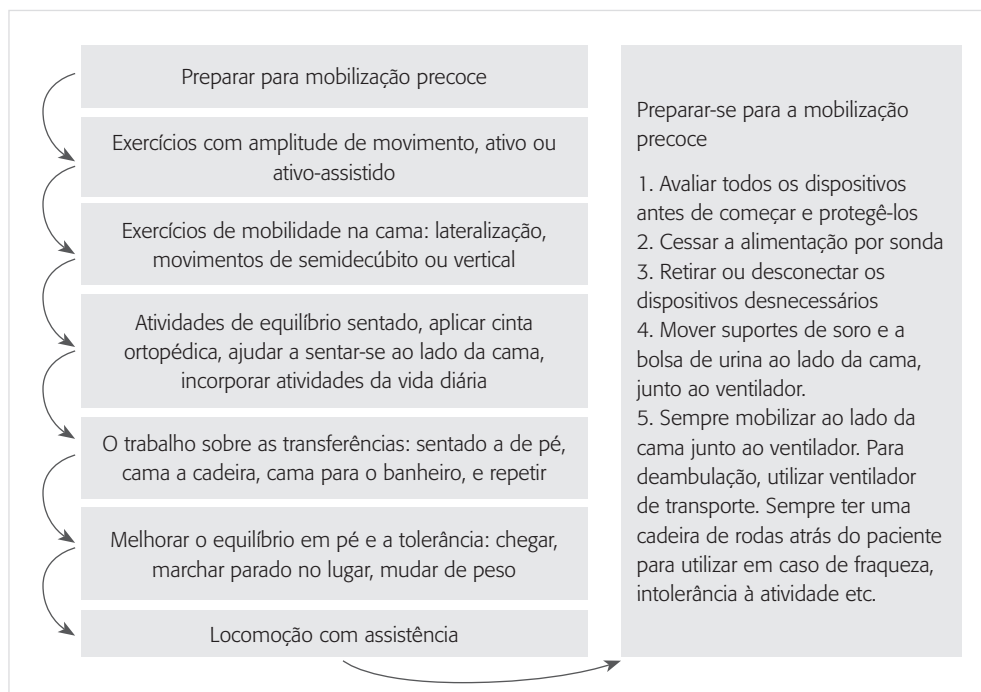 Preparar para mobilização precoce
Exercícios com amplitude de movimento, ativo ou
ativo-assistido
Exercícios de mobilidade na cama: lateralização,
movimentos de semidecúbito ou vertical
Atividades de equilíbrio sentado, aplicar cinta
ortopédica, ajudar a sentar-se ao lado da cama,
incorporar atividades da vida diária
O trabalho sobre as transferências: sentado a de pé,
cama a cadeira, cama para o banheiro, e repetir
Melhorar o equilíbrio em pé e a tolerância: chegar,
marchar parado no lugar, mudar de peso
Locomoção com assistência
Preparar-se para a mobilização
precoce
1. Avaliar todos os dispositivos
antes de começar e protegê-los
2. Cessar a alimentação por sonda
3. Retirar ou desconectar os
dispositivos desnecessários
4. Mover suportes de soro e a
bolsa de urina ao lado da cama,
junto ao ventilador.
5. Sempre mobilizar ao lado da
cama junto ao ventilador. Para
deambulação, utilizar ventilador
de transporte. Sempre ter uma
cadeira de rodas atrás do paciente
para utilizar em caso de fraqueza,
intolerância à atividade etc.